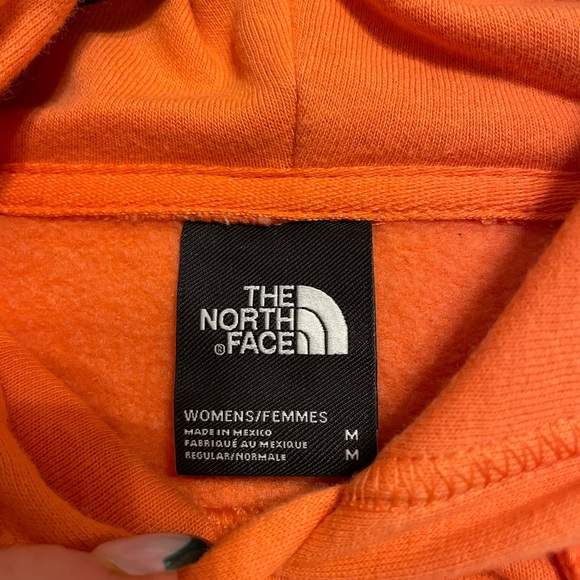 THE
NORTH
® FACE
WOMENS/FEMMES
MADE IN MEXICO M
FABRIQUÉ AU MEXIQUE M
REGULAR/NORMALE